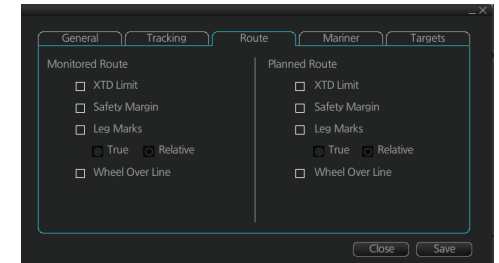 General Tracking Route Mariner Targets
Monitored Route Planned Route
XTD Limit XTD Limit
Safety Margin Safety Margin
Leg Marks Leg Marks
True Relative True Relative
Wheel Over Line Wheel Over Line
Close Save